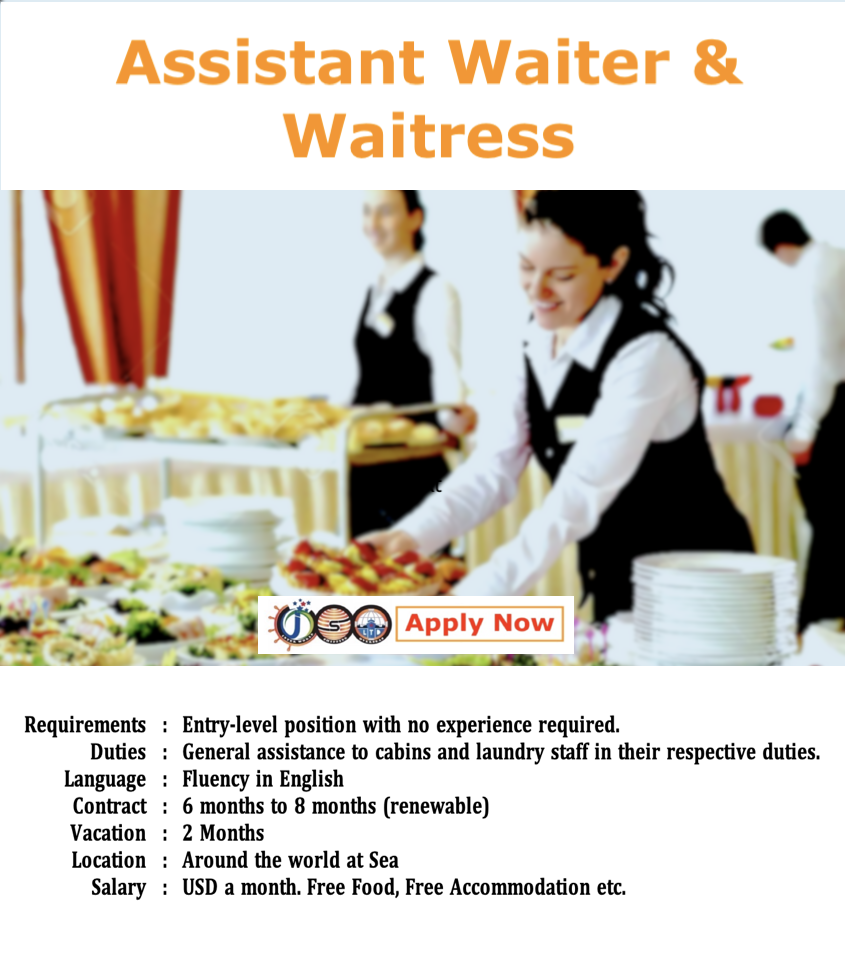 Assistant Waiter &
Waitress
j S LTD
Apply Now
Requirements : Entry-level position with no experience required.
Duties : General assistance to cabins and laundry staff in their respective duties.
Language : Fluency in English
Contract : 6 months to 8 months (renewable)
Vacation : 2 Months
Location : Around the world at Sea
Salary : USD a month. Free Food, Free Accommodation etc.